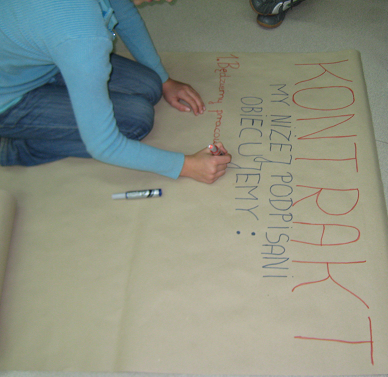 KONTRAKT
MY NIŻEJ PODPISANI
OBIECUJEMY :
1. Będziemy